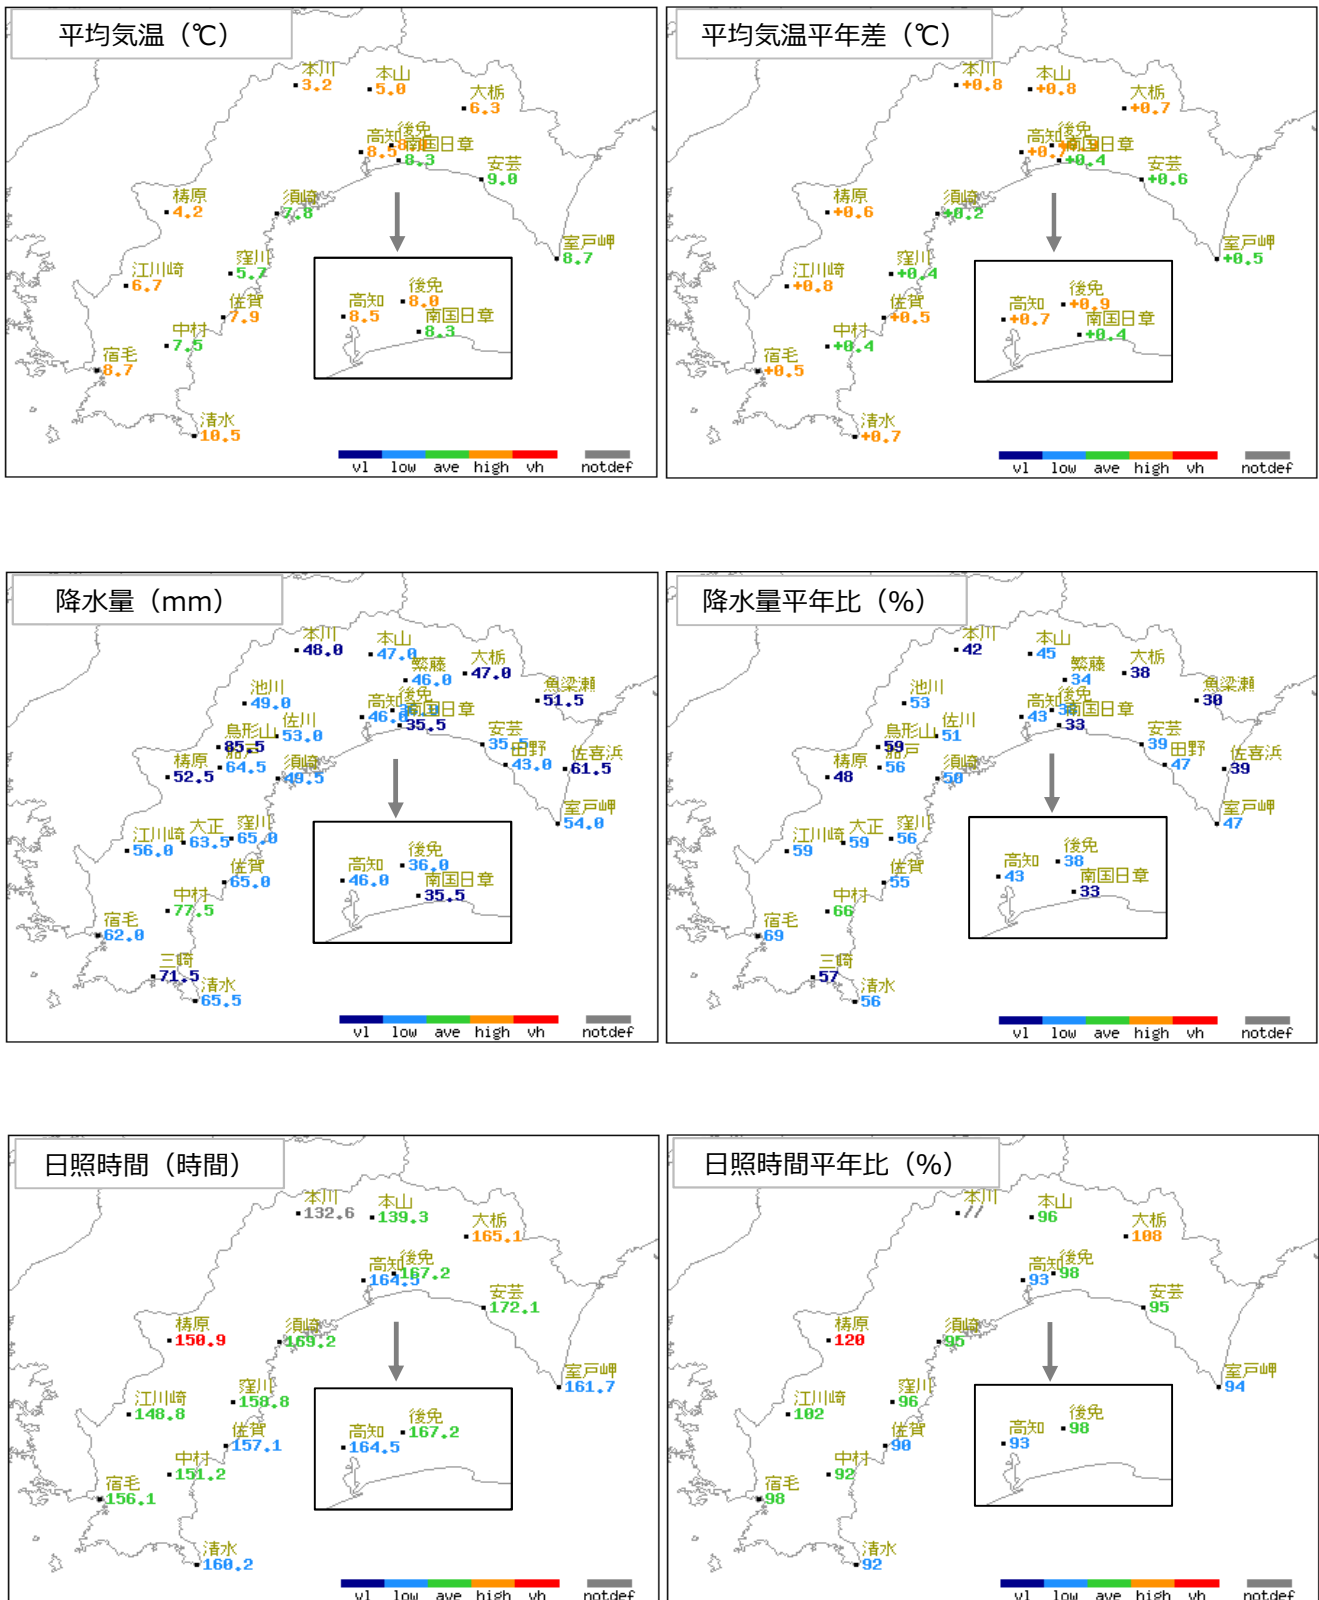 平均気温（℃）
本川
3.2
本山
5.0
大栃
6.3
高知
8.5
後免
南国日章
8.3
安芸
9.0
梼原
4.2
須崎
7.8
室戸岬
8.7
窪川
5.7
江川崎
6.7
佐賀
7.9
中村
7.5
宿毛
8.7
清水
10.5
後免
8.0
高知
8.5
南国日章
8.3
vl low ave high vh notdef
平均気温平年差（℃）
本川
+0.8
本山
+0.8
大栃
+0.7
高知
+0.7
後免
南国日章
+0.4
安芸
+0.6
梼原
+0.6
須崎
+0.2
室戸岬
+0.5
窪川
+0.4
江川崎
+0.8
佐賀
+0.5
中村
+0.4
宿毛
+0.5
清水
+0.7
後免
+0.9
高知
+0.7
南国日章
+0.4
vl low ave high vh notdef
降水量（mm）
本川
48.0
本山
47.0
繁藤
46.0
大栃
47.0
魚梁瀬
51.5
池川
49.0
高知
46.0
後免
南国日章
35.5
鳥形山
85.5
佐川
53.0
船戸
64.5
安芸
35.5
田野
43.0
佐喜浜
61.5
梼原
52.5
須崎
49.5
室戸岬
54.0
江川崎
56.0
大正
63.5
窪川
65.0
佐賀
65.0
中村
77.5
宿毛
62.0
三崎
71.5
清水
65.5
後免
36.0
高知
46.0
南国日章
35.5
vl low ave high vh notdef
降水量平年比（%）
本川
42
本山
45
繁藤
34
大栃
38
魚梁瀬
30
池川
53
高知
43
後免
38
南国日章
33
鳥形山
59
佐川
51
船戸
56
安芸
39
田野
47
佐喜浜
39
梼原
48
須崎
50
室戸岬
47
江川崎
59
大正
59
窪川
56
佐賀
55
中村
66
宿毛
69
三崎
57
清水
56
後免
38
高知
43
南国日章
33
vl low ave high vh notdef
日照時間（時間）
本川
132.6
本山
139.3
大栃
165.1
高知
164.5
後免
167.2
安芸
172.1
梼原
150.9
須崎
169.2
室戸岬
161.7
江川崎
148.8
窪川
158.8
佐賀
157.1
中村
151.2
宿毛
156.1
清水
160.2
後免
167.2
高知
164.5
vl low ave high vh notdef
日照時間平年比（%）
本川
//
本山
96
大栃
108
高知
93
後免
98
安芸
95
梼原
120
須崎
95
室戸岬
94
江川崎
102
窪川
96
佐賀
90
中村
92
宿毛
98
清水
92
後免
98
高知
93
vl low ave high vh notdef